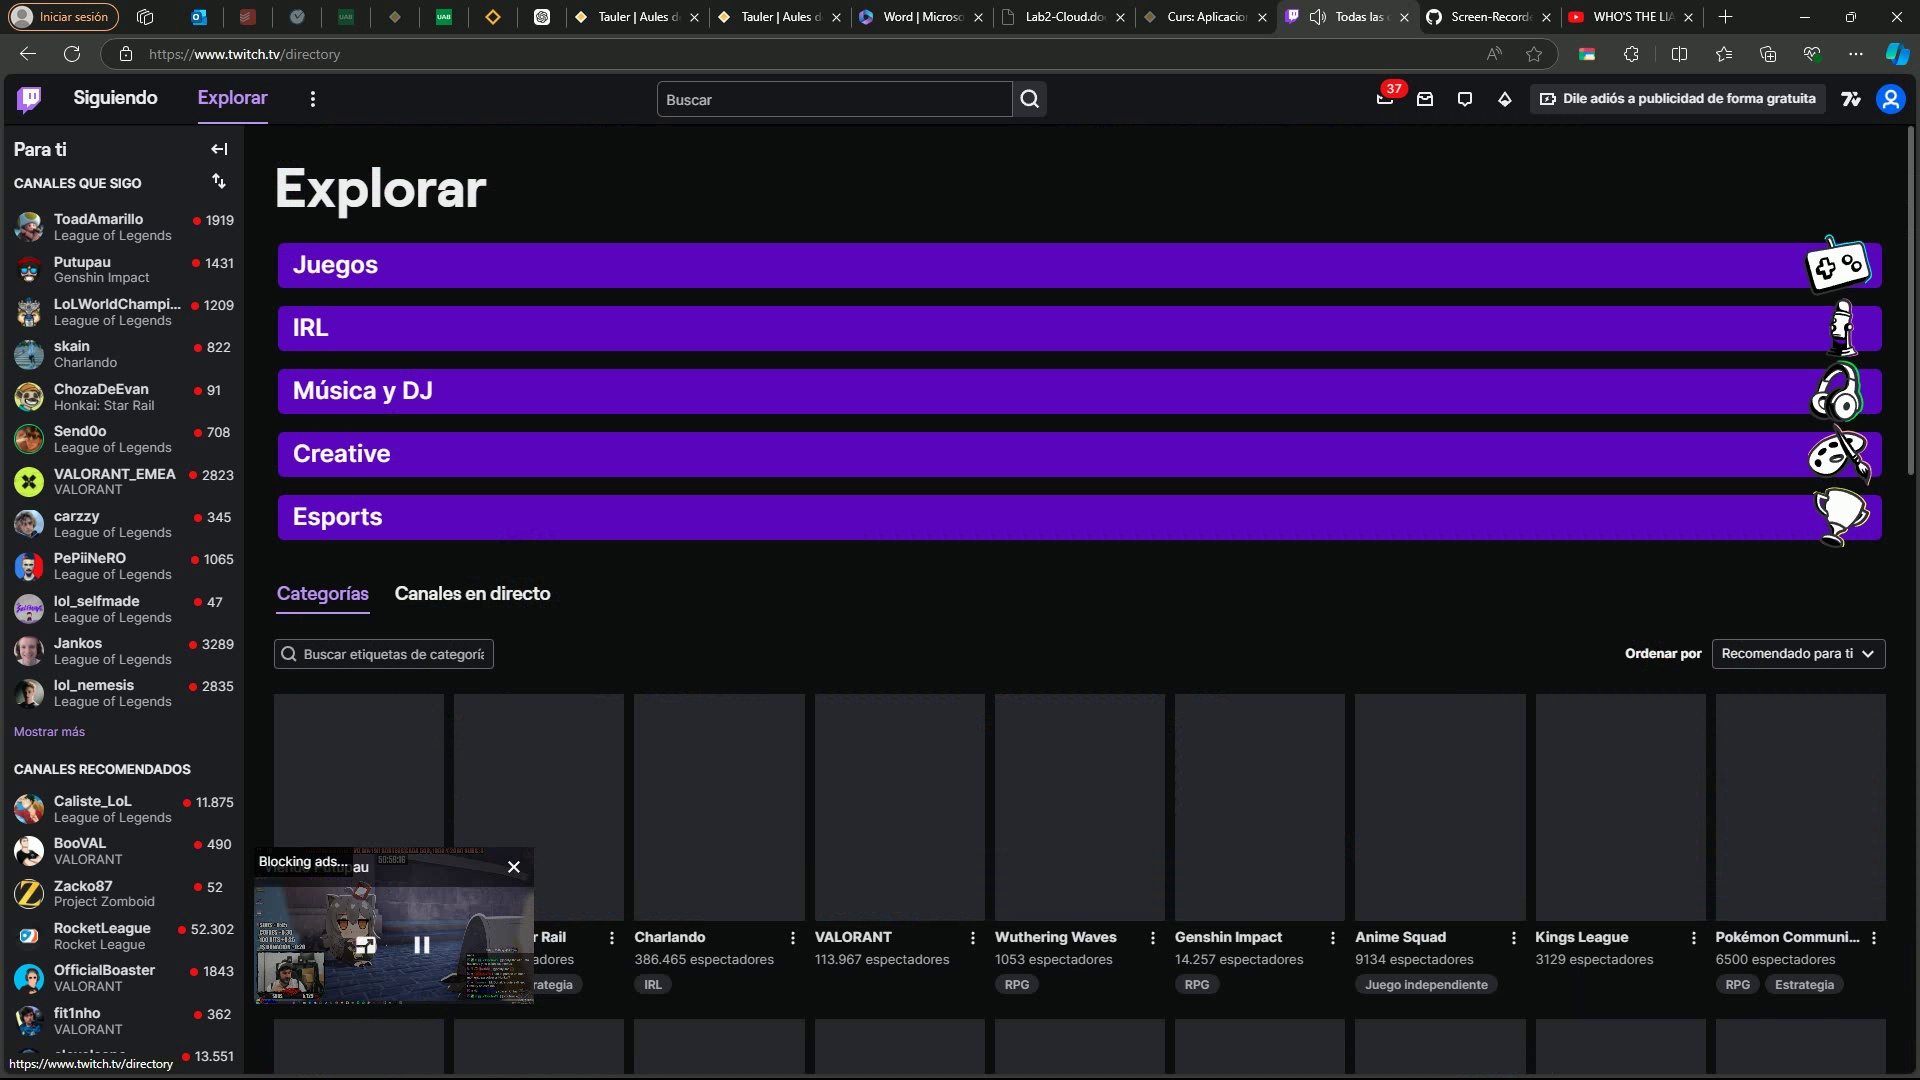 Iniciar sesión
Tauler | Aules d
Tauler | Aules d
Word | Microso
Lab2-Cloud.do
Curs: Aplicacio
Todas las
Screen-Record
WHO'S THE LIA
https://www.twitch.tv/directory
Siguiendo
Explorar
Buscar
37
Dile adiós a publicidad de forma gratuita
Para ti
CANALES QUE SIGO
ToadAmarillo 1919
League of Legends
Putupau 1431
Genshin Impact
LoLWorldChampi... 1209
League of Legends
skain 822
Charlando
ChozaDeEvan 91
Honkai: Star Rail
Send0o 708
League of Legends
VALORANT_EMEA 2823
VALORANT
carzzy 345
League of Legends
PePiiNeRO 1065
League of Legends
lol_selfmade 47
League of Legends
Jankos 3289
League of Legends
lol_nemesis 2835
League of Legends
Mostrar más
CANALES RECOMENDADOS
Caliste_LoL 11.875
League of Legends
BooVAL 490
VALORANT
Zacko87 52
Project Zomboid
RocketLeague 52.302
Rocket League
OfficialBoaster 1843
VALORANT
fit1nho 362
VALORANT
13.551
https://www.twitch.tv/directory
Explorar
Juegos
IRL
Música y DJ
Creative
Esports
Categorías
Canales en directo
Buscar etiquetas de categoría
Ordenar por
Recomendado para ti
Blocking ads...
Viendo Putupau
r Rail
adores
rategia
Charlando
386.465 espectadores
IRL
VALORANT
113.967 espectadores
Wuthering Waves
1053 espectadores
RPG
Genshin Impact
14.257 espectadores
RPG
Anime Squad
9134 espectadores
Juego independiente
Kings League
3129 espectadores
Pokémon Communi...
6500 espectadores
RPG
Estrategia